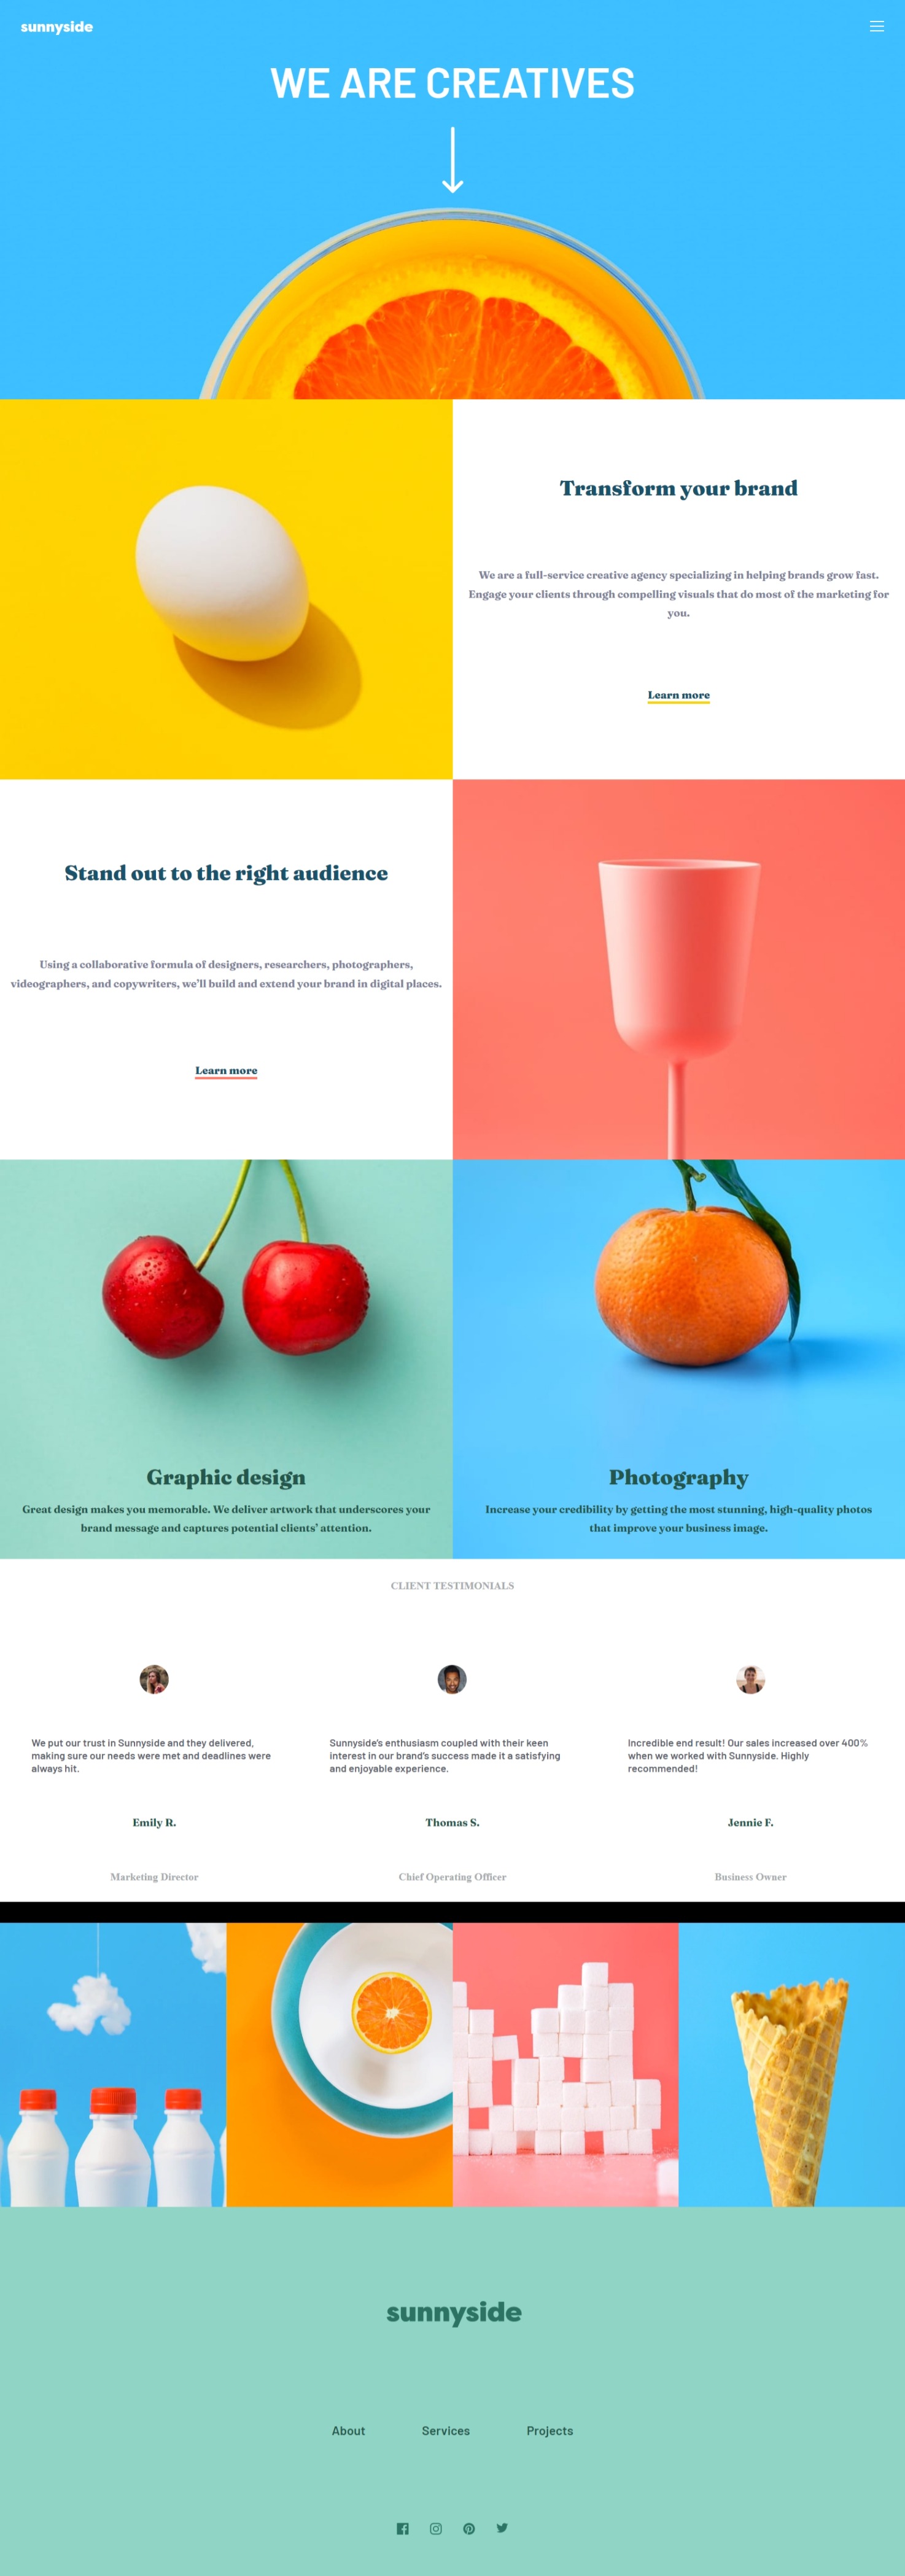 sunnyside
WE ARE CREATIVES
Transform your brand
We are a full-service creative agency specializing in helping brands grow fast.
Engage your clients through compelling visuals that do most of the marketing for
you.
Learn more
Stand out to the right audience
Using a collaborative formula of designers, researchers, photographers,
videographers, and copywriters, we’ll build and extend your brand in digital places.
Learn more
Graphic design
Great design makes you memorable. We deliver artwork that underscores your
brand message and captures potential clients’ attention.
Photography
Increase your credibility by getting the most stunning, high-quality photos
that improve your business image.
CLIENT TESTIMONIALS
We put our trust in Sunnyside and they delivered,
making sure our needs were met and deadlines were
always hit.
Emily R.
Marketing Director
Sunnyside’s enthusiasm coupled with their keen
interest in our brand’s success made it a satisfying
and enjoyable experience.
Thomas S.
Chief Operating Officer
Incredible end result! Our sales increased over 400%
when we worked with Sunnyside. Highly
recommended!
Jennie F.
Business Owner
sunnyside
About
Services
Projects